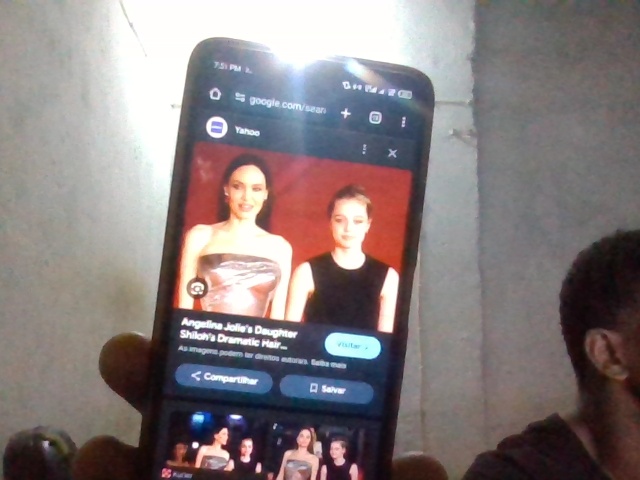 7:51 PM
google.com/sear
Yahoo
Angelina Jolie's Daughter
Shiloh's Dramatic Hair...
Visitar >
As imagens podem ter direitos autorais. Saiba mais
Compartilhar
Salvar